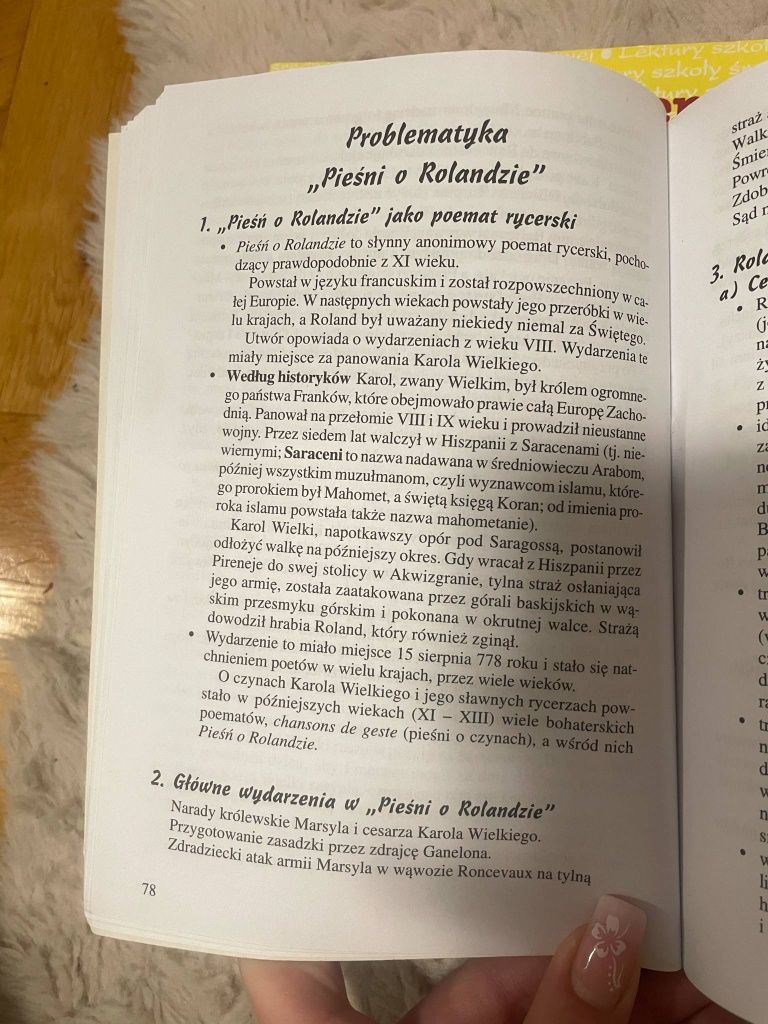 Lektury szkoł
ry szkoły śr
Problematyka
„Pieśni o Rolandzie”
1. „Pieśń o Rolandzie” jako poemat rycerski
• Pieśń o Rolandzie to słynny anonimowy poemat rycerski, pocho-
dzący prawdopodobnie z XI wieku.
Powstał w języku francuskim i został rozpowszechniony w ca-
łej Europie. W następnych wiekach powstały jego przeróbki w wie-
lu krajach, a Roland był uważany niekiedy niemal za Świętego.
Utwór opowiada o wydarzeniach z wieku VIII. Wydarzenia te
miały miejsce za panowania Karola Wielkiego.
• Według historyków Karol, zwany Wielkim, był królem ogromne-
go państwa Franków, które obejmowało prawie całą Europę Zacho-
dnią. Panował na przełomie VIII i IX wieku i prowadził nieustanne
wojny. Przez siedem lat walczył w Hiszpanii z Saracenami (tj. nie-
wiernymi; Saraceni to nazwa nadawana w średniowieczu Arabom,
później wszystkim muzułmanom, czyli wyznawcom islamu, które-
go prorokiem był Mahomet, a świętą księgą Koran; od imienia pro-
roka islamu powstała także nazwa mahometanie).
Karol Wielki, napotkawszy opór pod Saragossą, postanowił
odłożyć walkę na późniejszy okres. Gdy wracał z Hiszpanii przez
Pireneje do swej stolicy w Akwizgranie, tylna straż osłaniająca
jego armię, została zaatakowana przez górali baskijskich w wą-
skim przesmyku górskim i pokonana w okrutnej walce. Strażą
dowodził hrabia Roland, który również zginął.
• Wydarzenie to miało miejsce 15 sierpnia 778 roku i stało się nat-
chnieniem poetów w wielu krajach, przez wiele wieków.
O czynach Karola Wielkiego i jego sławnych rycerzach pow-
stało w późniejszych wiekach (XI – XIII) wiele bohaterskich
poematów, chansons de geste (pieśni o czynach), a wśród nich
Pieśń o Rolandzie.
2. Główne wydarzenia w „Pieśni o Rolandzie”
Narady królewskie Marsyla i cesarza Karola Wielkiego.
Przygotowanie zasadzki przez zdrajcę Ganelona.
Zdradziecki atak armii Marsyla w wąwozie Roncevaux na tylną
78
straż
Walk
Śmie
Powr
Zdob
Sąd
3. Rola
a) Ce